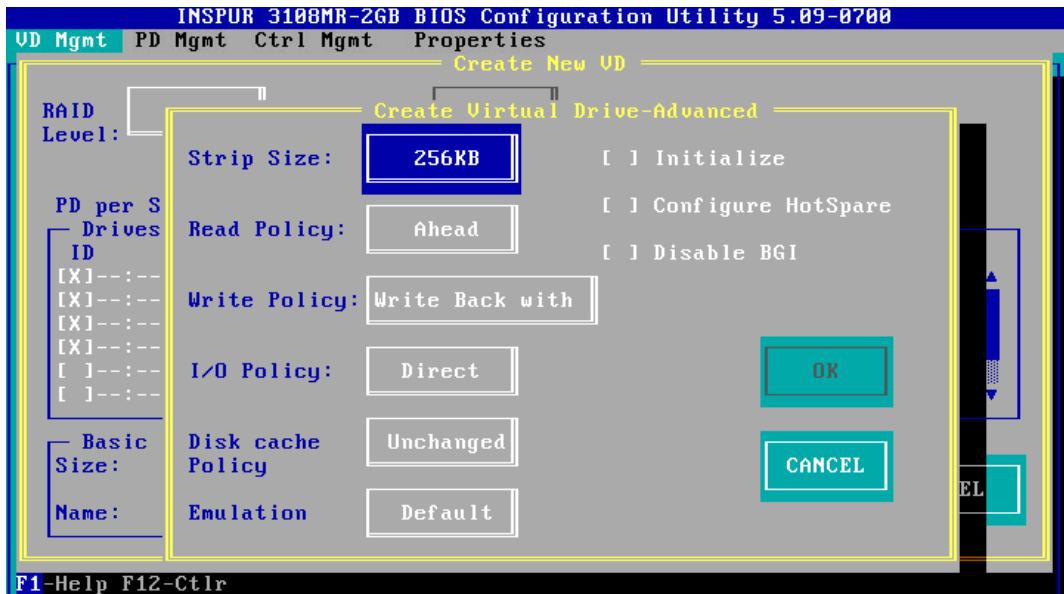 INSPUR 3108MR-2GB BIOS Configuration Utility 5.09-0700
VD Mgmt PD Mgmt Ctrl Mgmt Properties
Create New VD
RAID
Level:
Create Virtual Drive-Advanced
Strip Size: 256KB [ ] Initialize
PD per S
[ ] Configure HotSpare
Drives
Read Policy: Ahead
ID
[ ] Disable BGI
[X]--:--
[X]--:--
Write Policy: Write Back with
[X]--:--
[X]--:--
[ ]--:--
I/O Policy: Direct OK
[ ]--:--
Basic
Disk cache
Policy
Unchanged
Size:
CANCEL
EL
Name:
Emulation Default
F1-Help F12-Ctlr